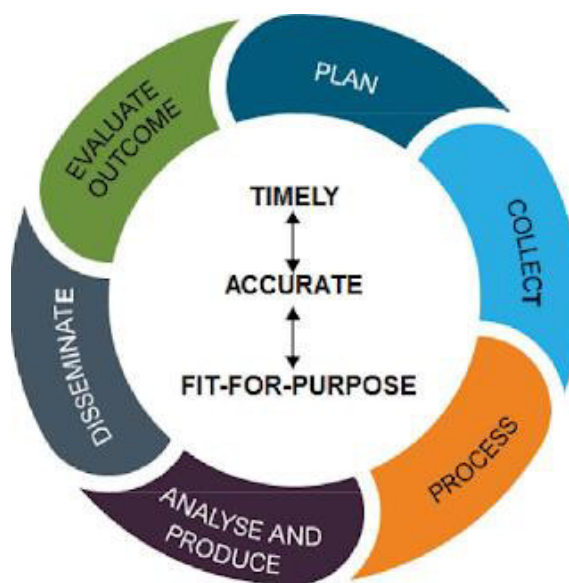 PLAN
COLLECT
PROCESS
ANALYSE AND
PRODUCE
DISSEMINATE
EVALUATE
OUTCOME
TIMELY
ACCURATE
FIT-FOR-PURPOSE